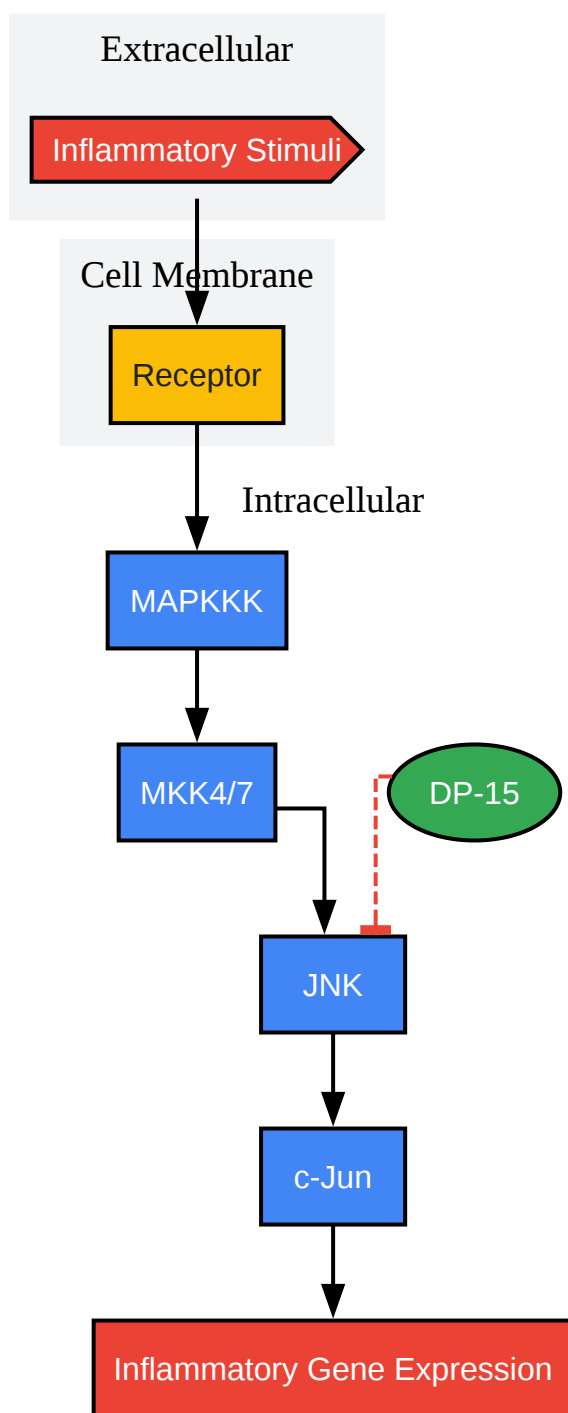 Extracellular
Inflammatory Stimuli
Cell Membrane
Receptor
Intracellular
MAPKKK
MKK4/7
DP-15
JNK
c-Jun
Inflammatory Gene Expression